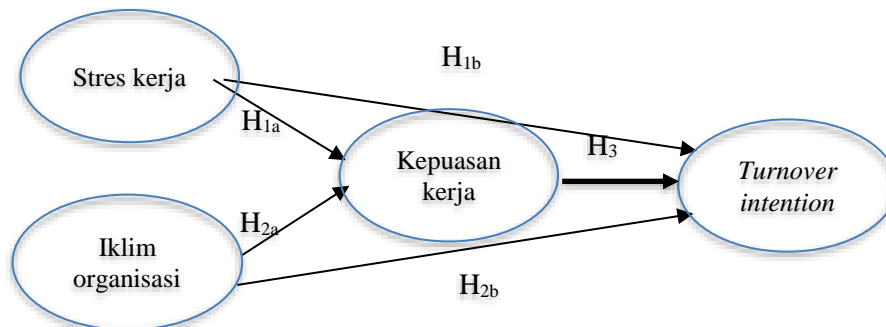 H1b
Stres kerja
H1a
H3
Kepuasan
kerja
Turnover
intention
H2a
Iklim
organisasi
H2b